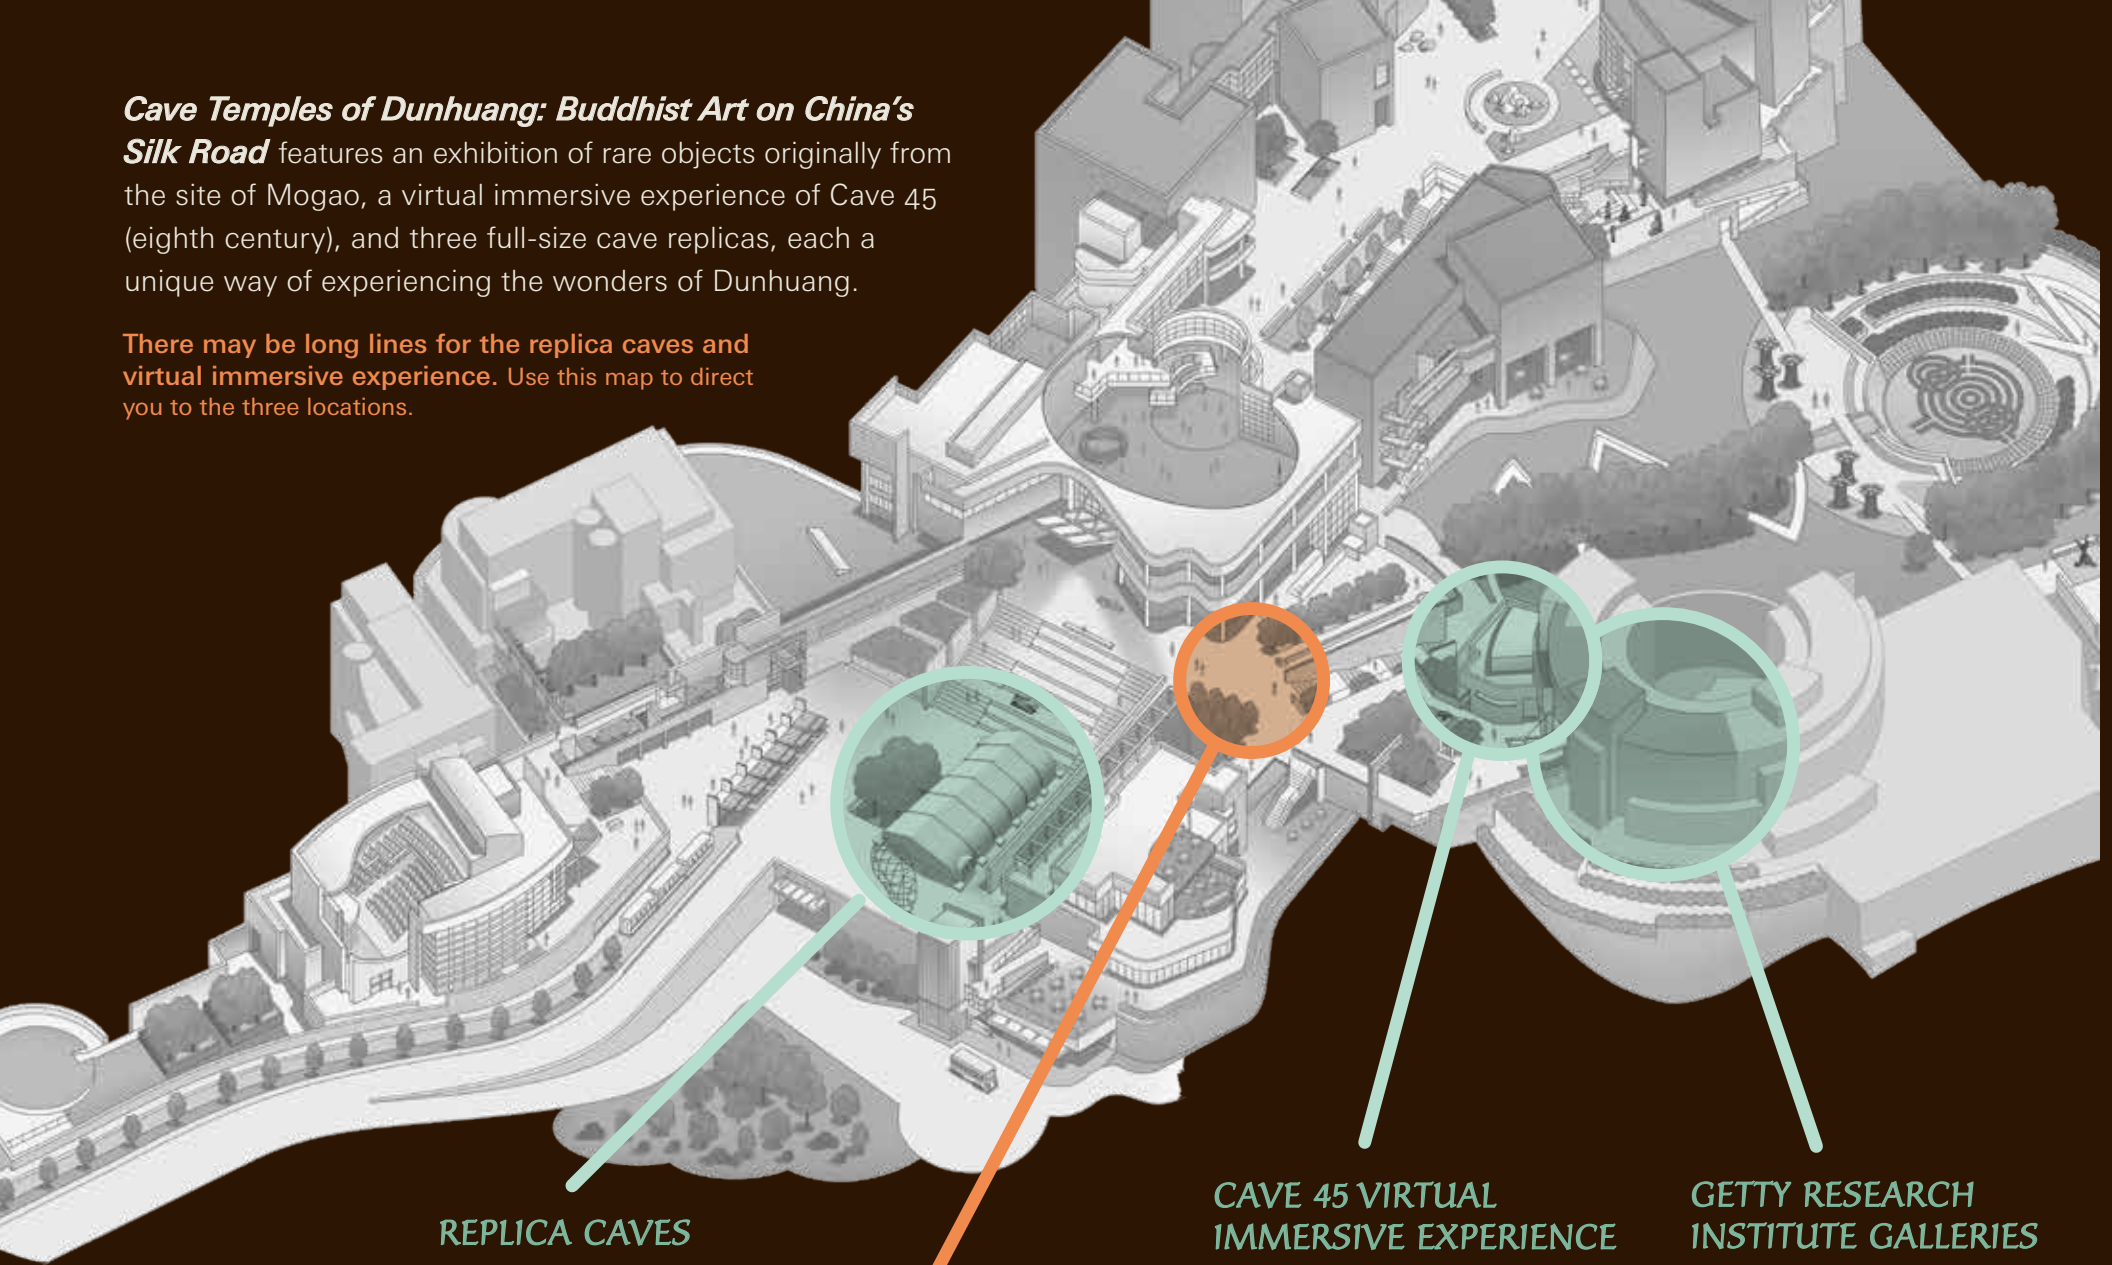 Cave Temples of Dunhuang: Buddhist Art on China’s
Silk Road features an exhibition of rare objects originally from
the site of Mogao, a virtual immersive experience of Cave 45
(eighth century), and three full-size cave replicas, each a
unique way of experiencing the wonders of Dunhuang.
There may be long lines for the replica caves and
virtual immersive experience. Use this map to direct
you to the three locations.
REPLICA CAVES
CAVE 45 VIRTUAL
IMMERSIVE EXPERIENCE
GETTY RESEARCH
INSTITUTE GALLERIES